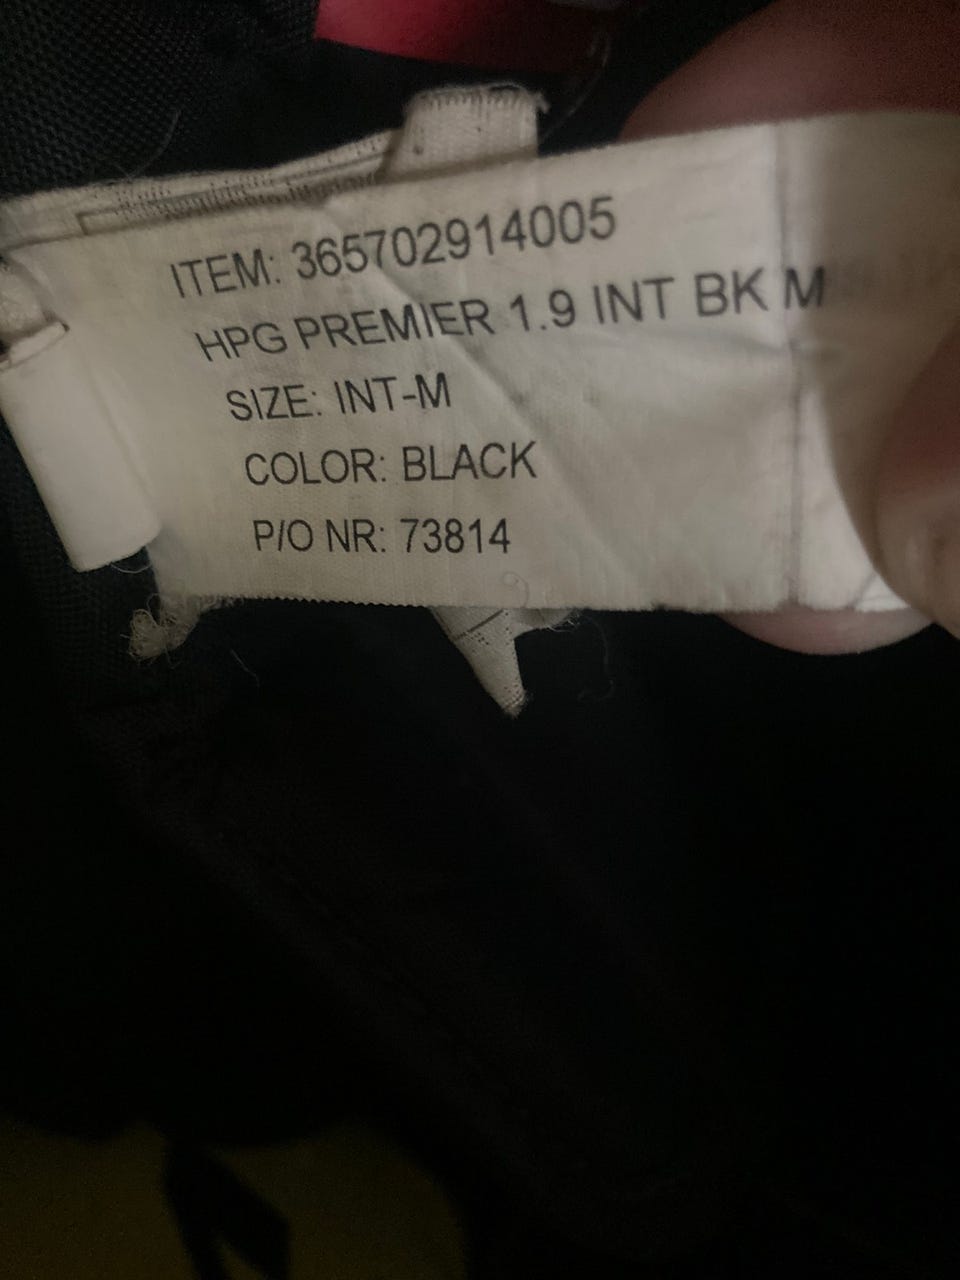 ITEM: 365702914005
HPG PREMIER 1.9 INT BK M
SIZE: INT-M
COLOR: BLACK
P/O NR: 73814